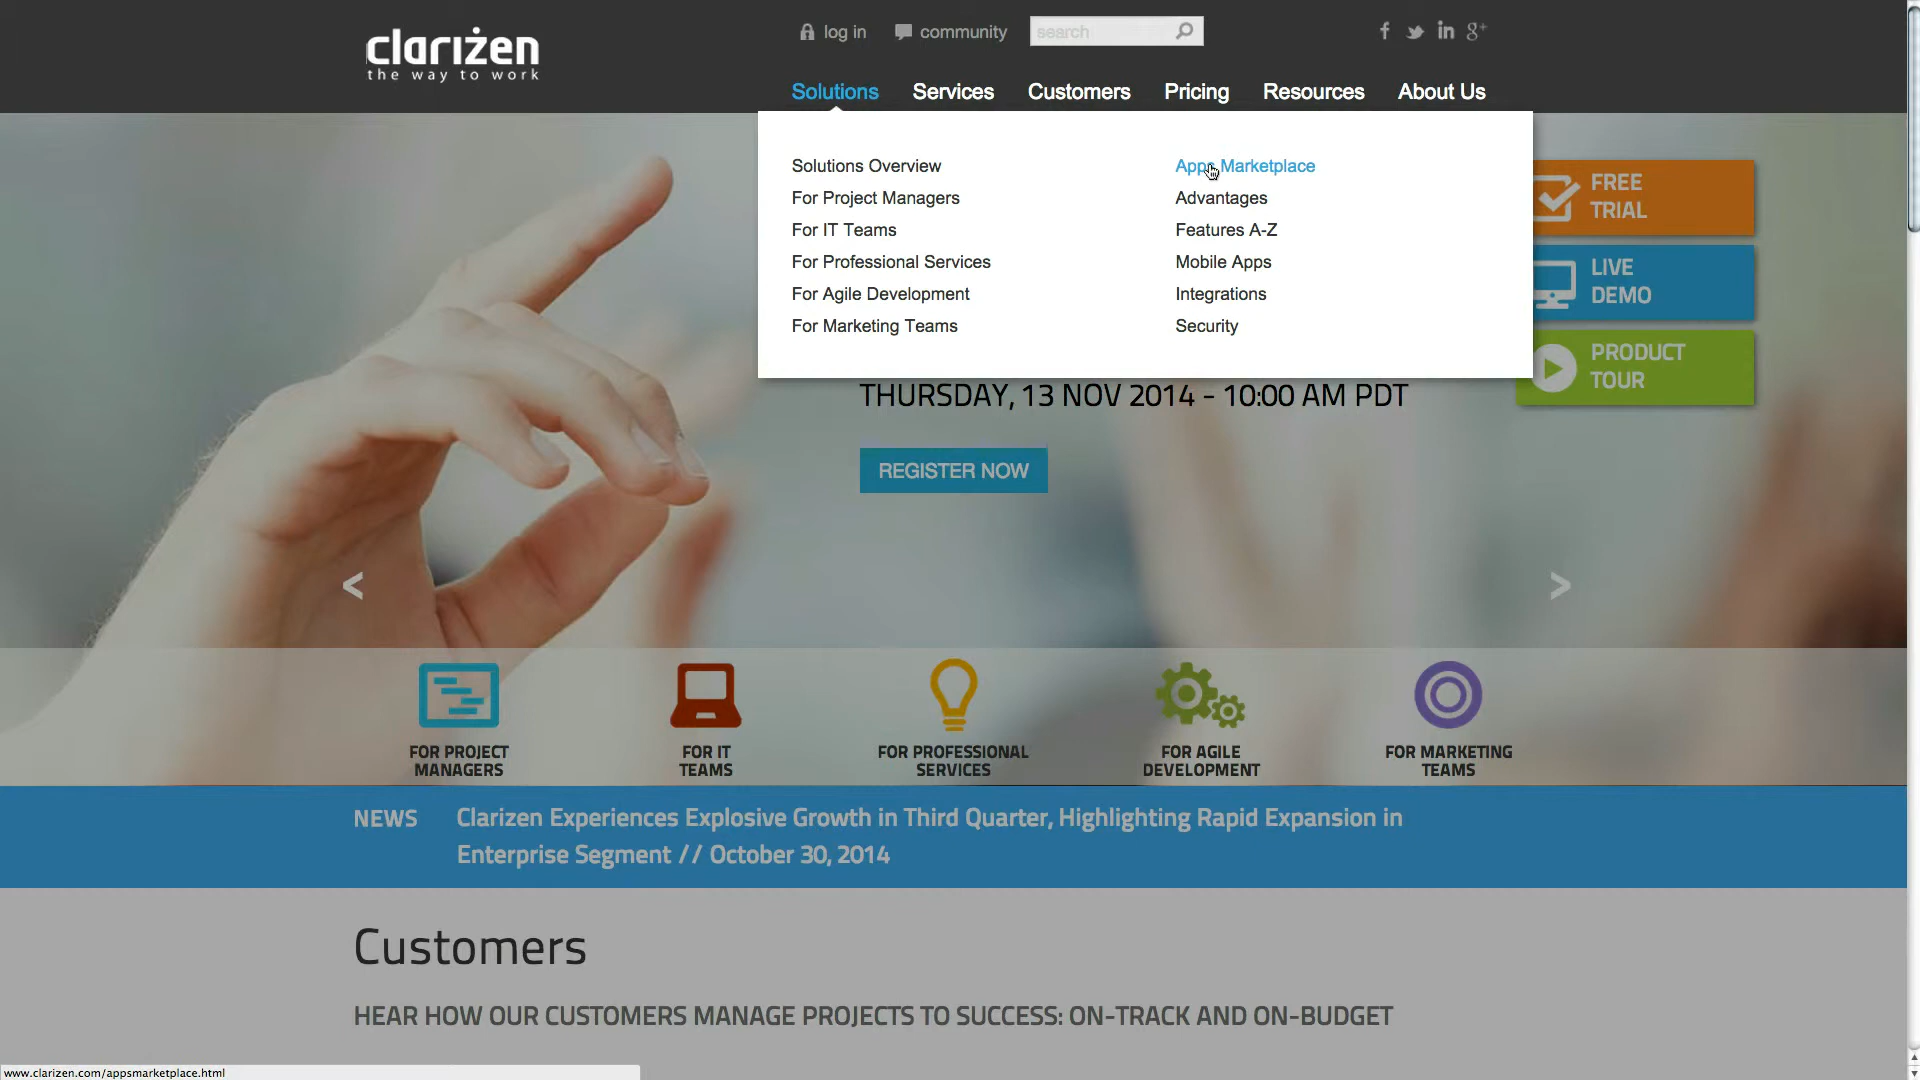 clarizen
the way to work
log in
community
search
Solutions
Services
Customers
Pricing
Resources
About Us
Solutions Overview
For Project Managers
For IT Teams
For Professional Services
For Agile Development
For Marketing Teams
Apps Marketplace
Advantages
Features A-Z
Mobile Apps
Integrations
Security
FREE
TRIAL
LIVE
DEMO
PRODUCT
TOUR
THURSDAY, 13 NOV 2014 - 10:00 AM PDT
REGISTER NOW
FOR PROJECT
MANAGERS
FOR IT
TEAMS
FOR PROFESSIONAL
SERVICES
FOR AGILE
DEVELOPMENT
FOR MARKETING
TEAMS
NEWS
Clarizen Experiences Explosive Growth in Third Quarter, Highlighting Rapid Expansion in
Enterprise Segment // October 30, 2014
Customers
HEAR HOW OUR CUSTOMERS MANAGE PROJECTS TO SUCCESS: ON-TRACK AND ON-BUDGET
www.clarizen.com/appsmarketplace.html